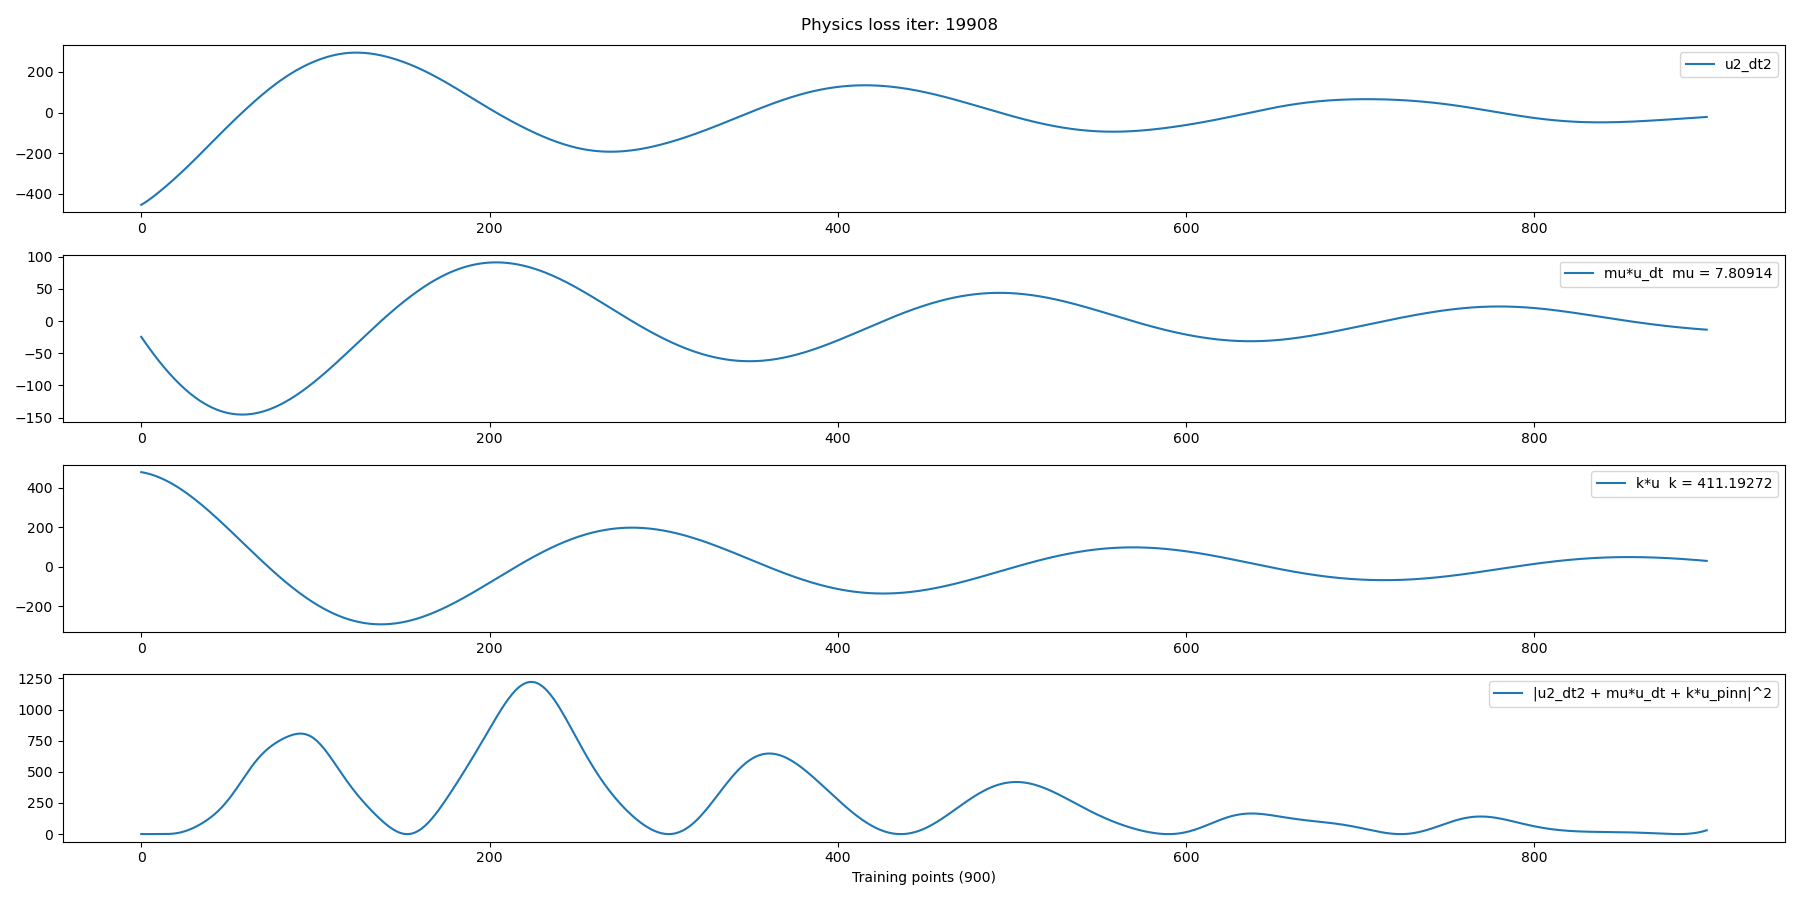 Physics loss iter: 19908
200
0
−200
−400
u2_dt2
0 200 400 600 800
100
50
0
−50
−100
−150
mu*u_dt  mu = 7.80914
0 200 400 600 800
400
200
0
−200
k*u  k = 411.19272
0 200 400 600 800
1250
1000
750
500
250
0
|u2_dt2 + mu*u_dt + k*u_pinn|^2
0 200 400 600 800
Training points (900)